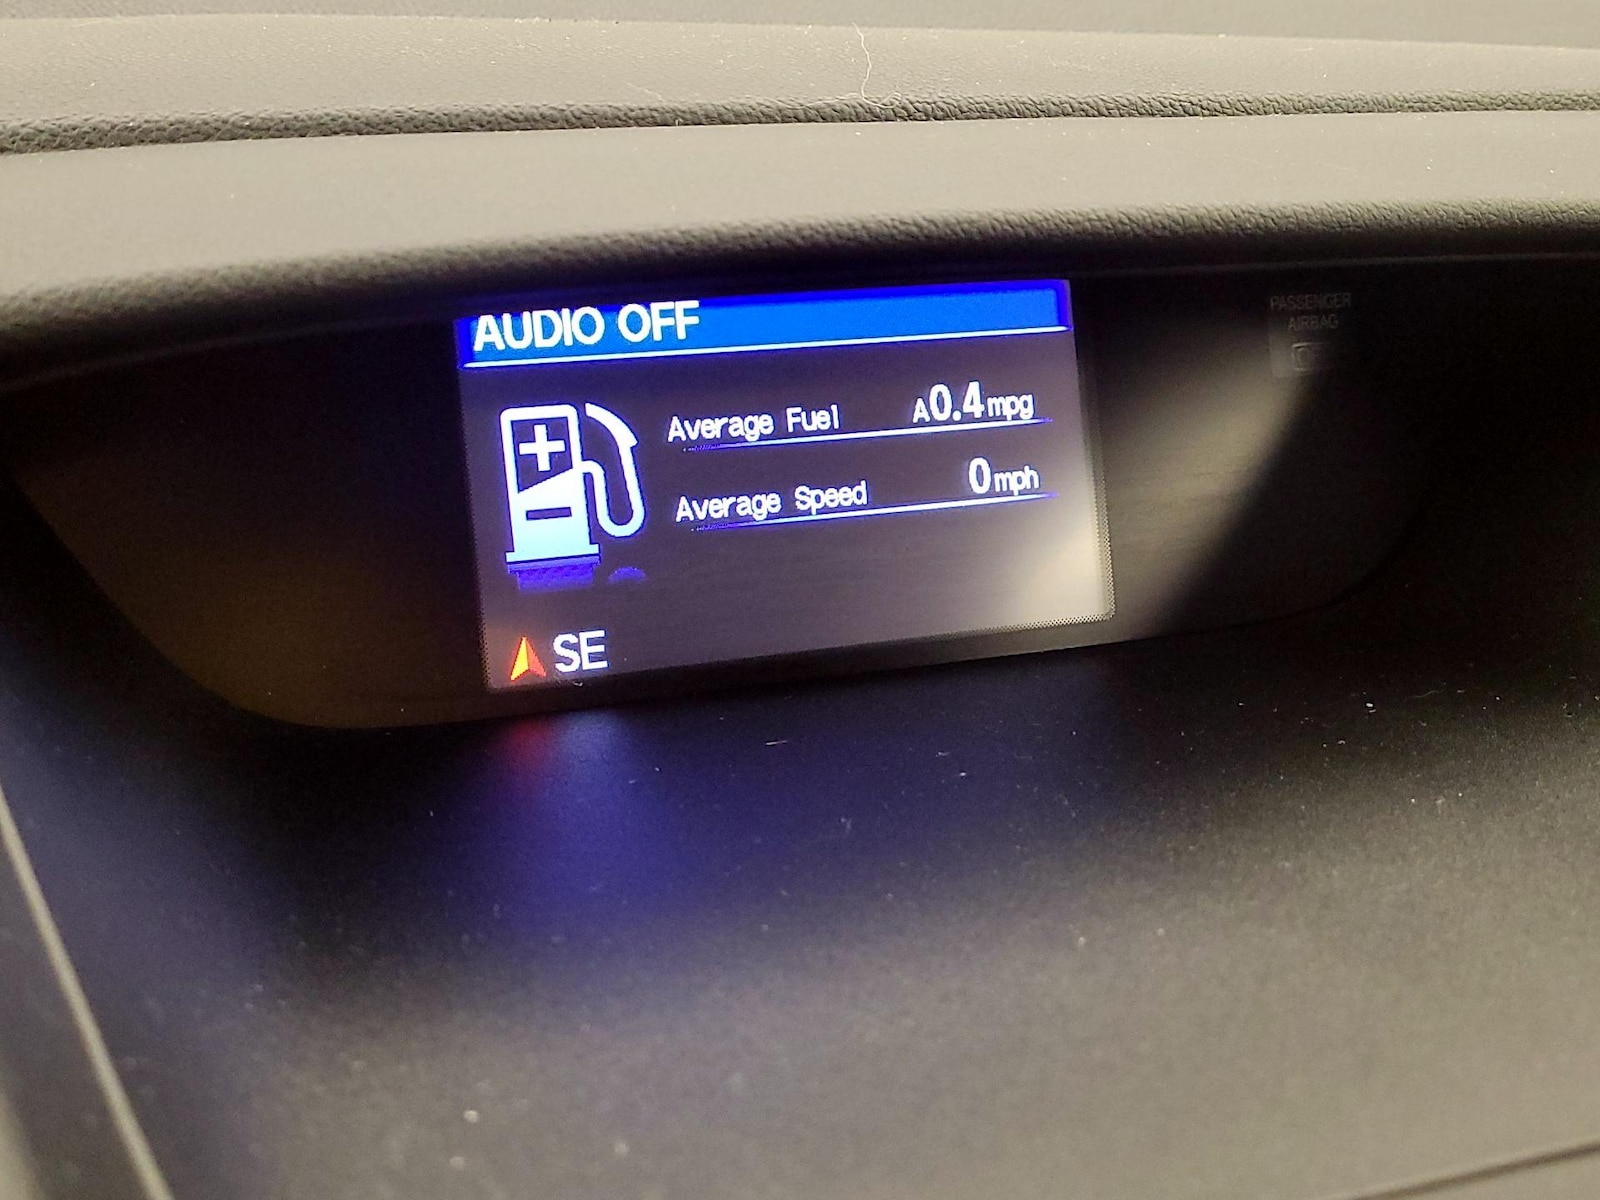 AUDIO OFF
Average Fuel A0.4mpg
Average Speed 0mph
SE
PASSENGER
AIRBAG